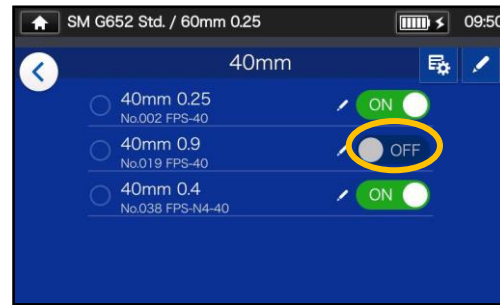 SM G652 Std. / 60mm 0.25
09:50
40mm
40mm 0.25
No.002 FPS-40
ON
40mm 0.9
No.019 FPS-40
OFF
40mm 0.4
No.038 FPS-N4-40
ON